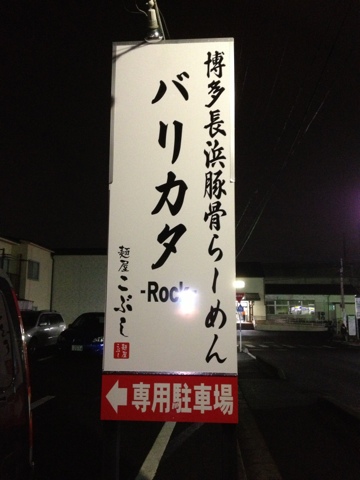 博多長浜豚骨らーめん
バリカタ
-Rock-
麺屋こぶし
専用駐車場